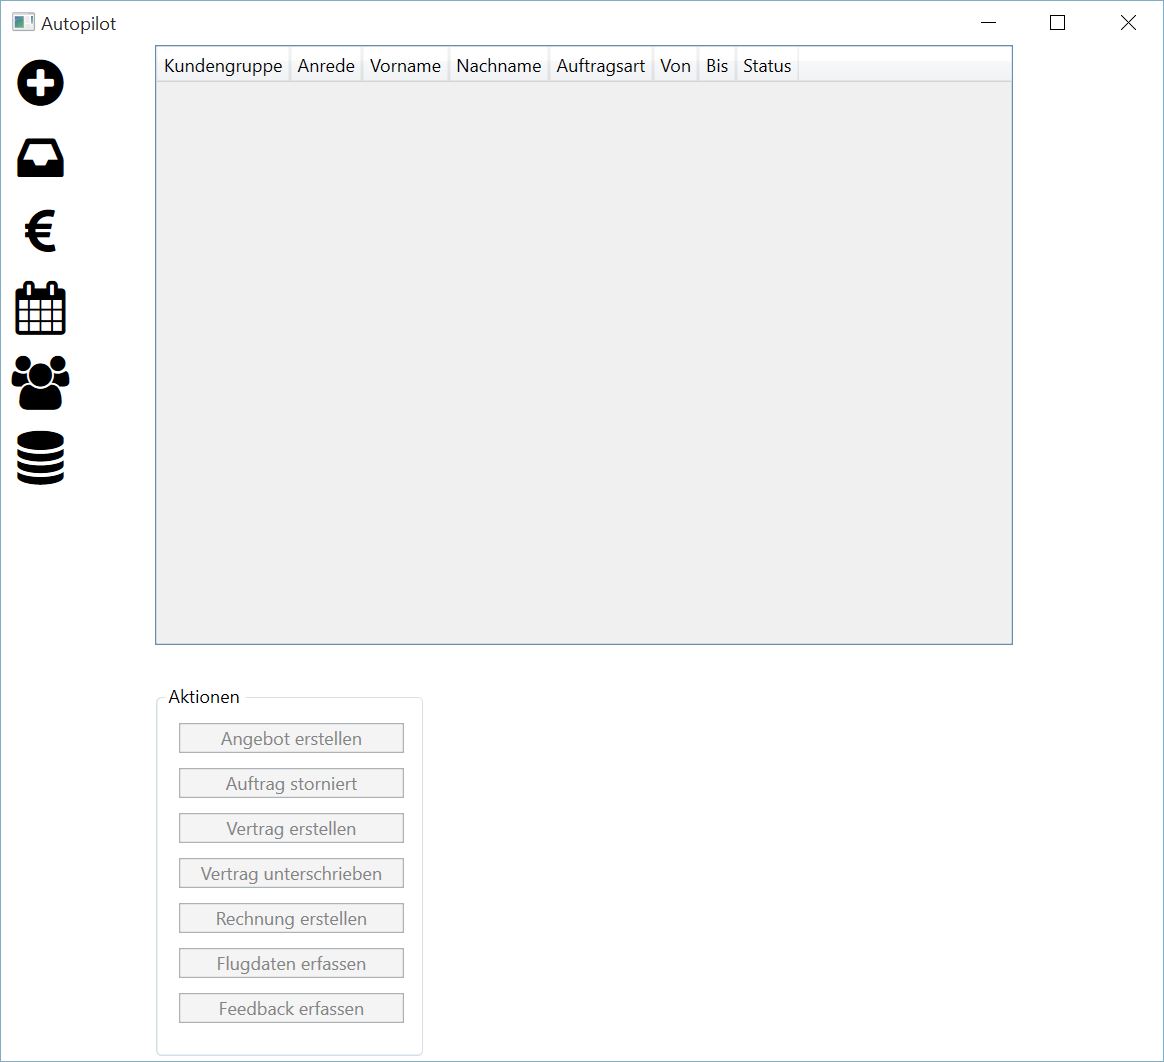 Autopilot
Kundengruppe Anrede Vorname Nachname Auftragsart Von Bis Status
€
Aktionen
Angebot erstellen
Auftrag storniert
Vertrag erstellen
Vertrag unterschrieben
Rechnung erstellen
Flugdaten erfassen
Feedback erfassen